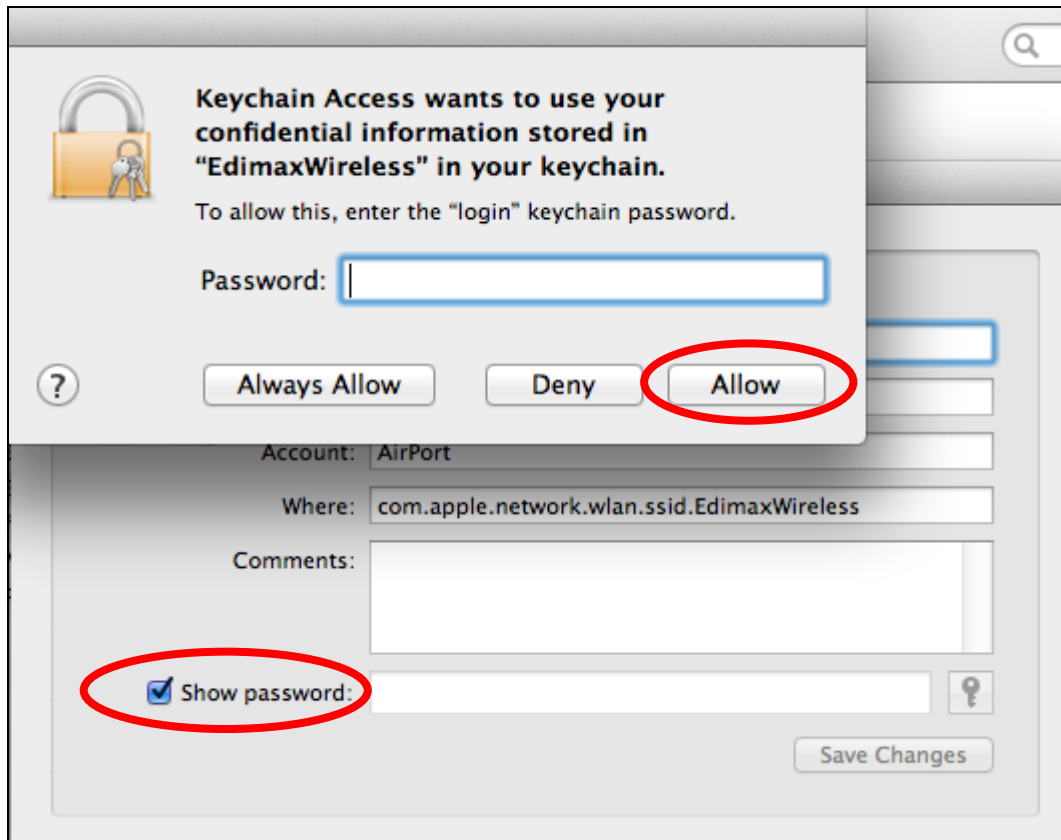 Keychain Access wants to use your
confidential information stored in
“EdimaxWireless” in your keychain.
To allow this, enter the “login” keychain password.
Password:
?
Always Allow
Deny
Allow
Account: AirPort
Where: com.apple.network.wlan.ssid.EdimaxWireless
Comments:
Show password:
Save Changes